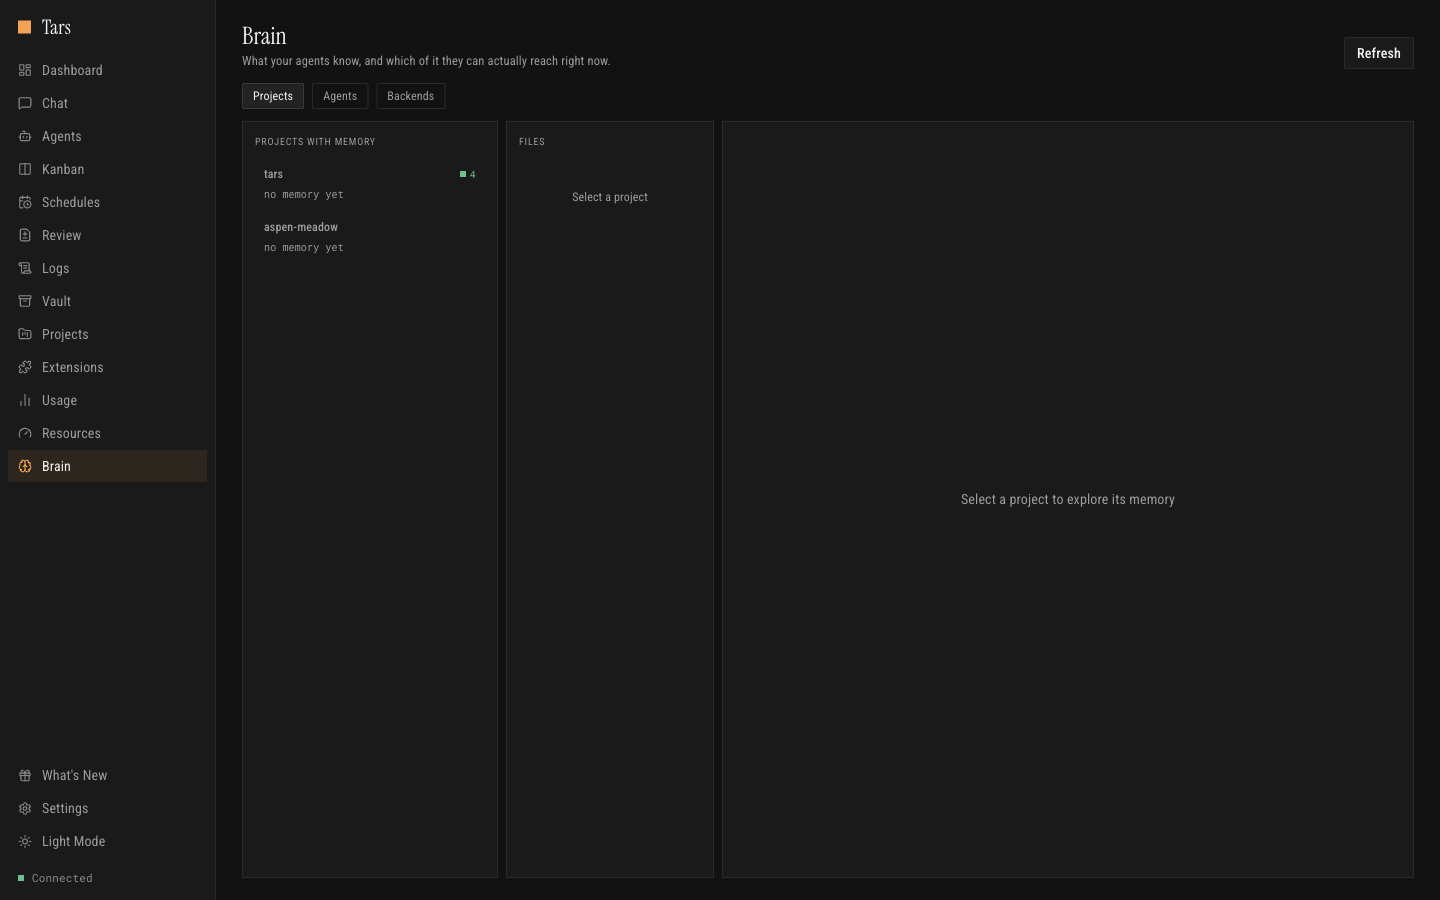 Tars
Dashboard
Chat
Agents
Kanban
Schedules
Review
Logs
Vault
Projects
Extensions
Usage
Resources
Brain
What's New
Settings
Light Mode
Connected
Brain
What your agents know, and which of it they can actually reach right now.
Refresh
Projects
Agents
Backends
PROJECTS WITH MEMORY
tars 4
no memory yet
aspen-meadow
no memory yet
FILES
Select a project
Select a project to explore its memory